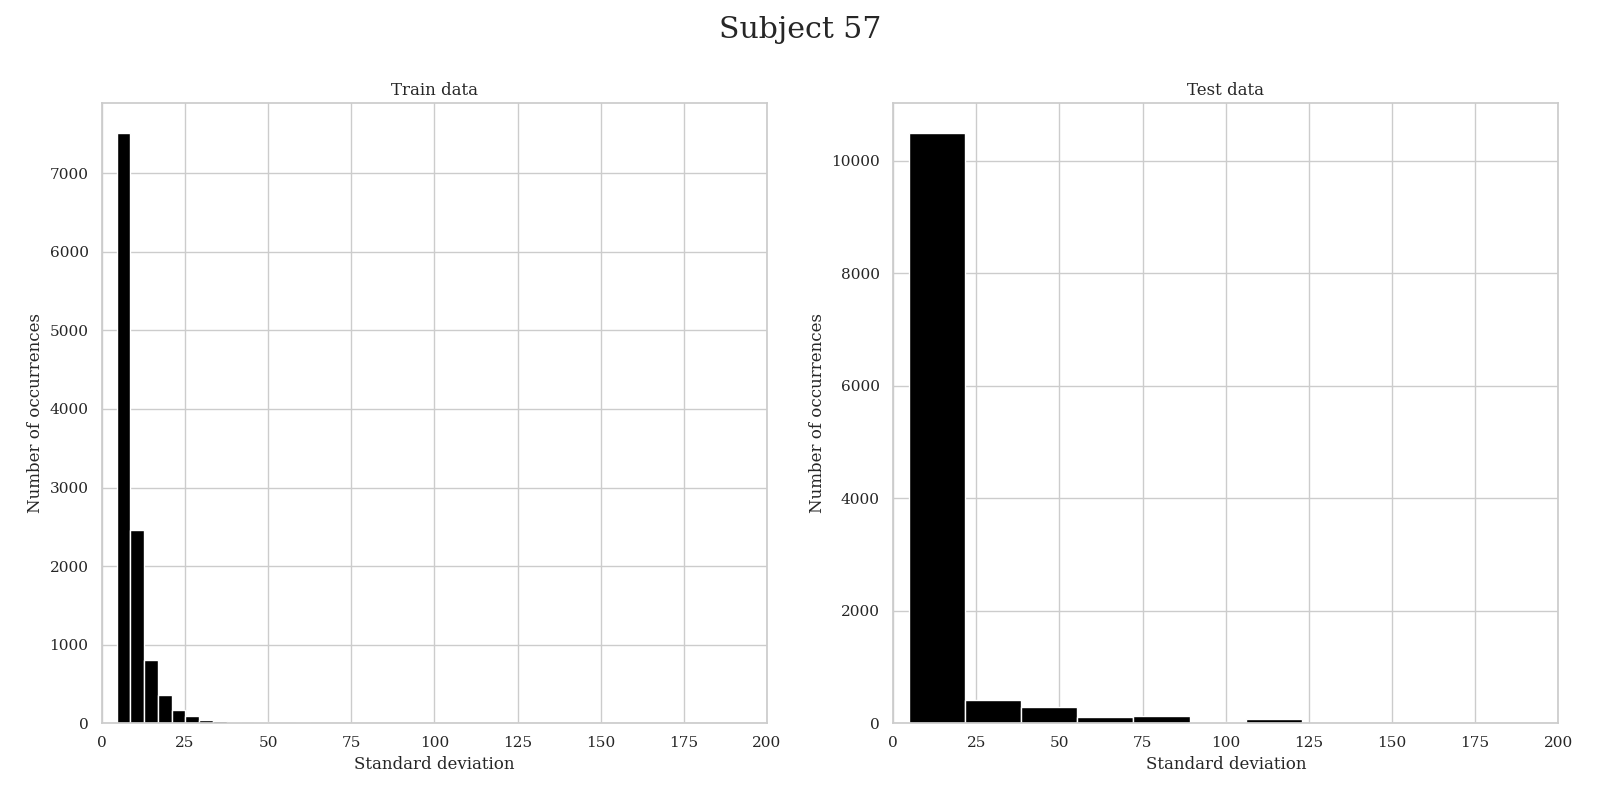 Subject 57
Train data
7000
6000
5000
4000
3000
2000
1000
0
0 25 50 75 100 125 150 175 200
Number of occurrences
Standard deviation
Test data
10000
8000
6000
4000
2000
0
0 25 50 75 100 125 150 175 200
Number of occurrences
Standard deviation